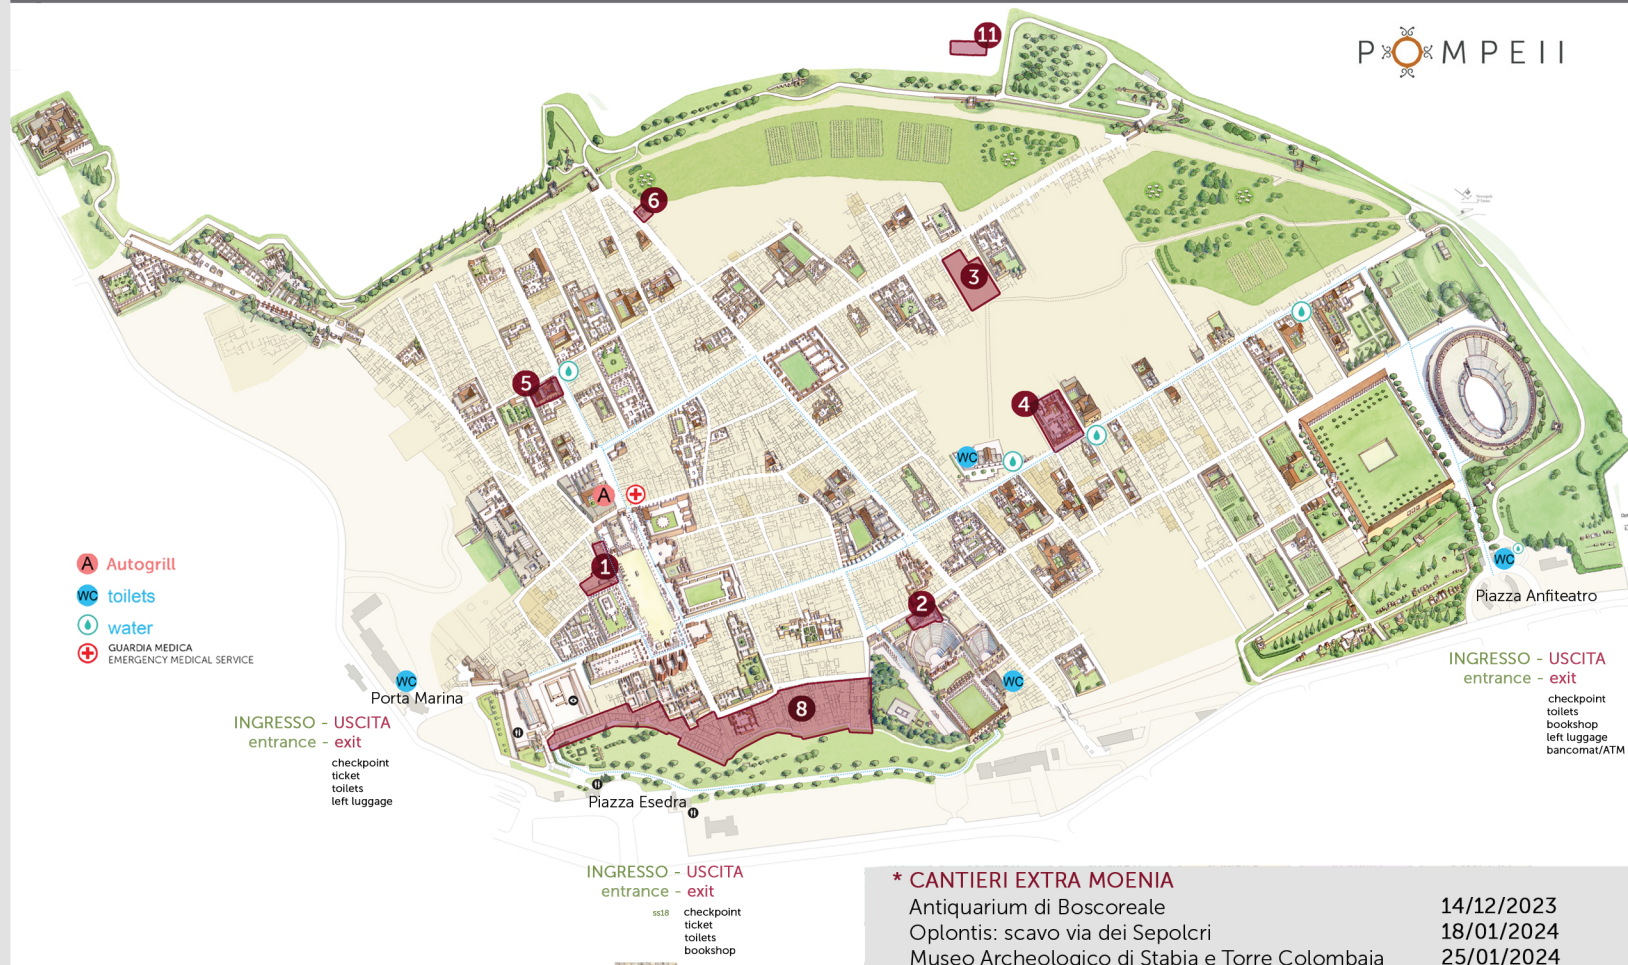 11
POMPEII
6
3
5
4
WC
A
1
2
A Autogrill
WC toilets
water
GUARDIA MEDICA
EMERGENCY MEDICAL SERVICE
WC
Porta Marina
INGRESSO - USCITA
entrance - exit
checkpoint
ticket
toilets
left luggage
8
WC
WC
Piazza Anfiteatro
INGRESSO - USCITA
entrance - exit
checkpoint
toilets
bookshop
left luggage
bancomat/ATM
Piazza Esedra
INGRESSO - USCITA
entrance - exit
ss18
checkpoint
ticket
toilets
bookshop
* CANTIERI EXTRA MOENIA
Antiquarium di Boscoreale 14/12/2023
Oplontis: scavo via dei Sepolcri 18/01/2024
Museo Archeologico di Stabia e Torre Colombaia 25/01/2024